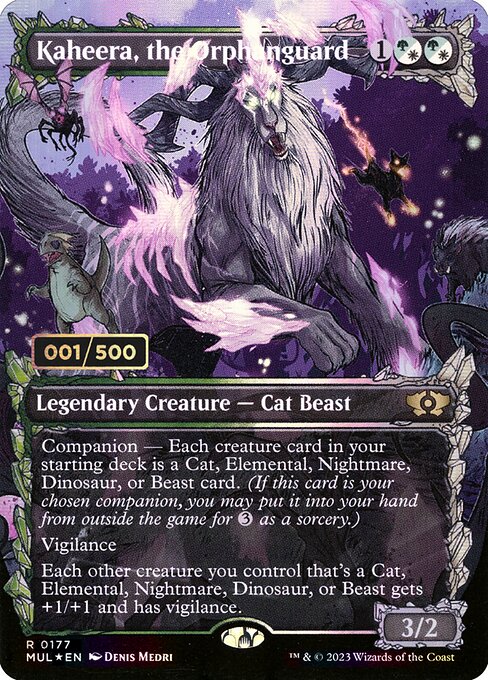 Kaheera, the Orphanguard 1
001/500
Legendary Creature — Cat Beast
Companion — Each creature card in your
starting deck is a Cat, Elemental, Nightmare,
Dinosaur, or Beast card. (If this card is your
chosen companion, you may put it into your hand
from outside the game for 3 as a sorcery.)
Vigilance
Each other creature you control that's a Cat,
Elemental, Nightmare, Dinosaur, or Beast gets
+1/+1 and has vigilance.
3/2
R 0177
MUL★EN Denis Medri
™ & © 2023 Wizards of the Coast